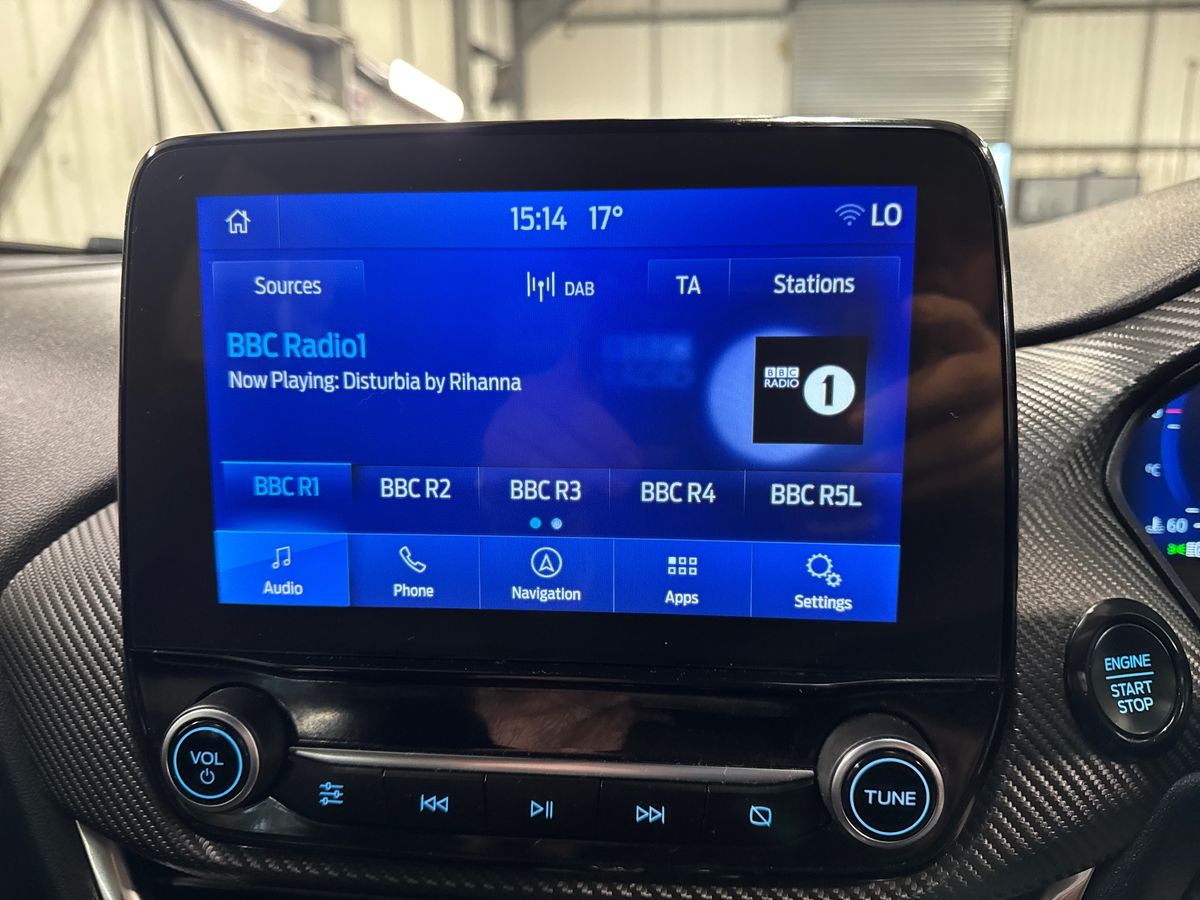 15:14 17° LO
Sources DAB TA Stations
BBC Radio1
Now Playing: Disturbia by Rihanna
BBC
RADIO 1
BBC R1 BBC R2 BBC R3 BBC R4 BBC R5L
Audio Phone Navigation Apps Settings
°C
60
ENGINE
START
STOP
VOL
TUNE